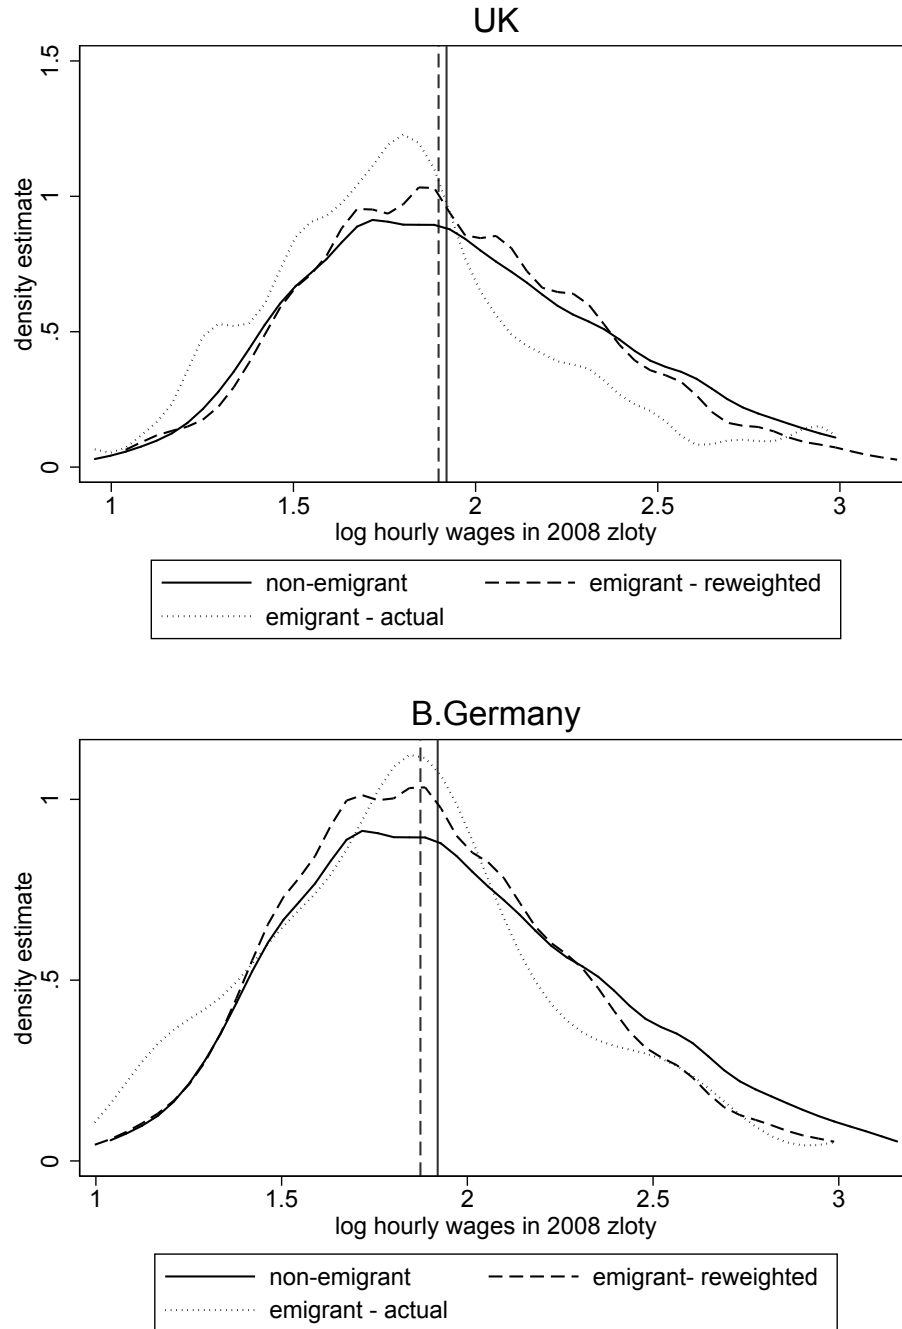 UK
1.5
1
.5
0
density estimate
1 1.5 2 2.5 3
log hourly wages in 2008 zloty
non-emigrant emigrant - reweighted
emigrant - actual
B.Germany
1
.5
0
density estimate
1 1.5 2 2.5 3
log hourly wages in 2008 zloty
non-emigrant emigrant- reweighted
emigrant - actual